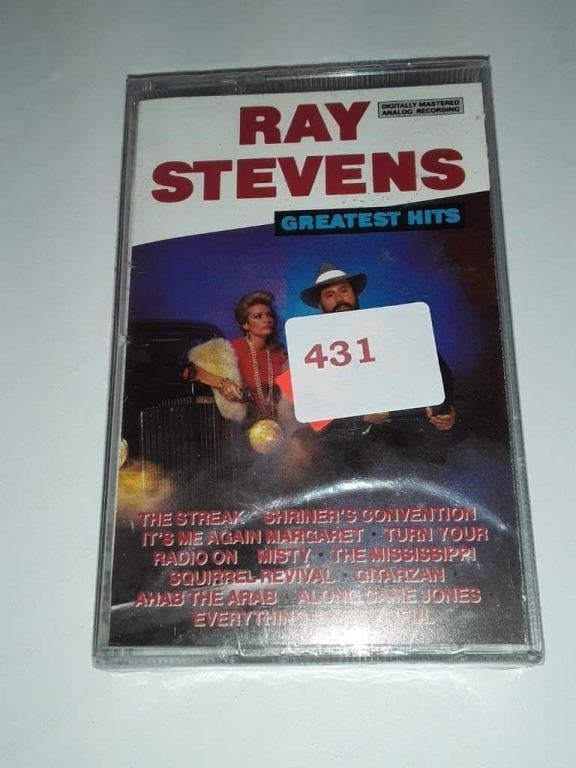 DIGITALLY MASTERED
ANALOG RECORDING
RAY
STEVENS
GREATEST HITS
431
THE STREAK · SHRINER'S CONVENTION
IT'S ME AGAIN MARGARET · TURN YOUR
RADIO ON · MISTY · THE MISSISSIPPI
SQUIRREL REVIVAL · GITARZAN ·
AHAB THE ARAB · ALONG CAME JONES ·
EVERYTHING